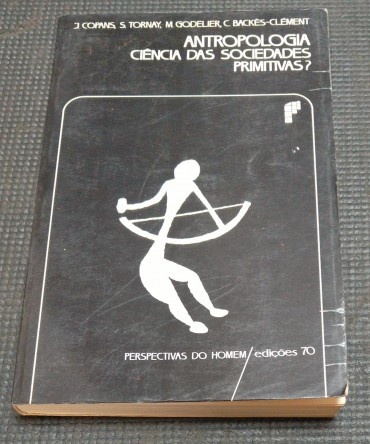 J. COPANS, S. TORNAY, M. GODELIER, C. BACKÈS-CLÉMENT
ANTROPOLOGIA
CIÊNCIA DAS SOCIEDADES
PRIMITIVAS?
PERSPECTIVAS DO HOMEM/edições 70